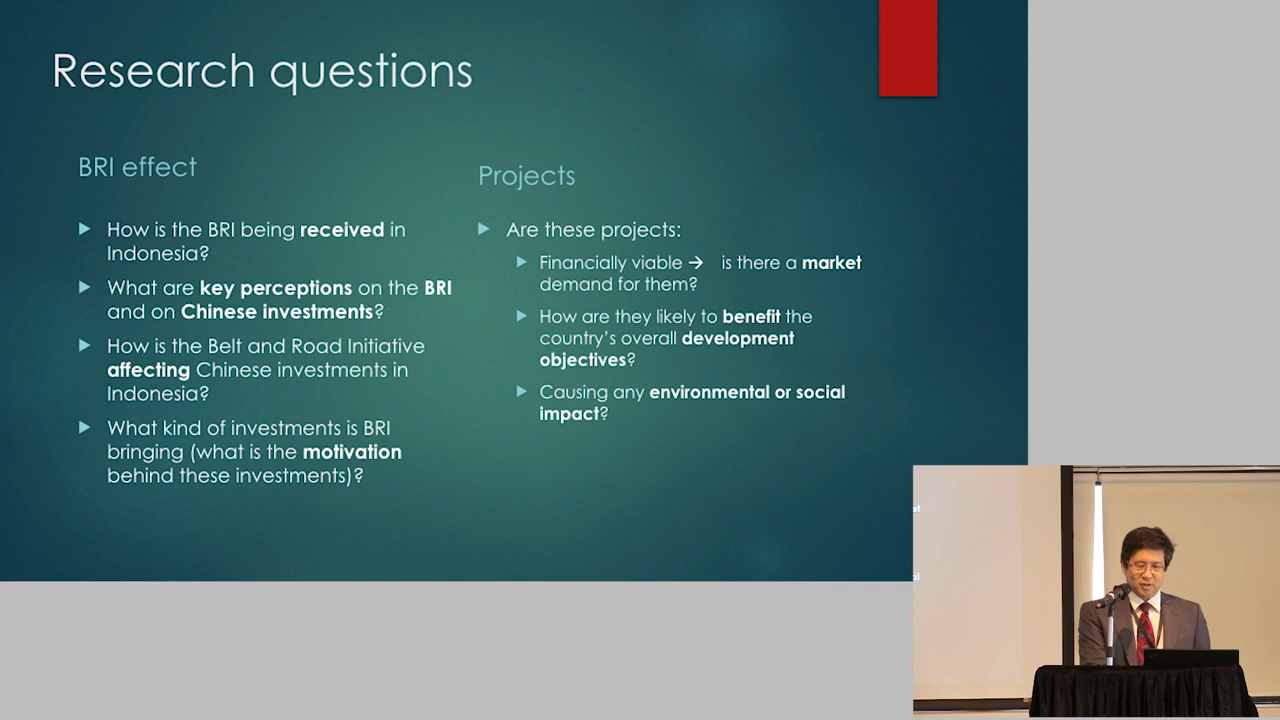 Research questions
BRI effect
How is the BRI being received in
Indonesia?
What are key perceptions on the BRI
and on Chinese investments?
How is the Belt and Road Initiative
affecting Chinese investments in
Indonesia?
What kind of investments is BRI
bringing (what is the motivation
behind these investments)?
Projects
Are these projects:
Financially viable → is there a market
demand for them?
How are they likely to benefit the
country's overall development
objectives?
Causing any environmental or social
impact?